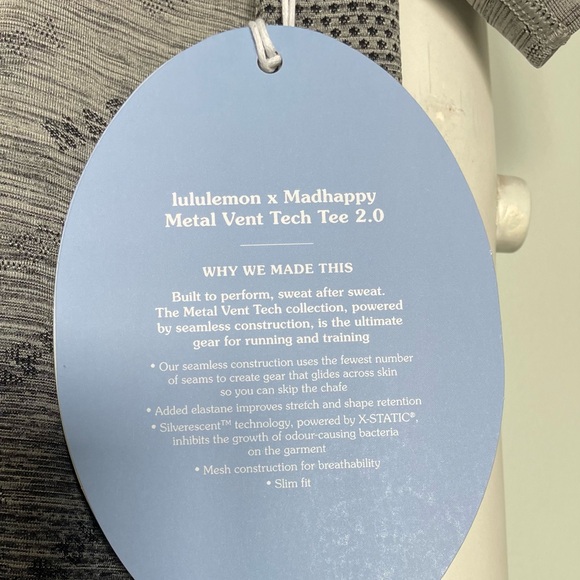 lululemon x Madhappy
Metal Vent Tech Tee 2.0
WHY WE MADE THIS
Built to perform, sweat after sweat.
The Metal Vent Tech collection, powered
by seamless construction, is the ultimate
gear for running and training
• Our seamless construction uses the fewest number
of seams to create gear that glides across skin
so you can skip the chafe
• Added elastane improves stretch and shape retention
• Silverescent™ technology, powered by X-STATIC®,
inhibits the growth of odour-causing bacteria
on the garment
• Mesh construction for breathability
• Slim fit